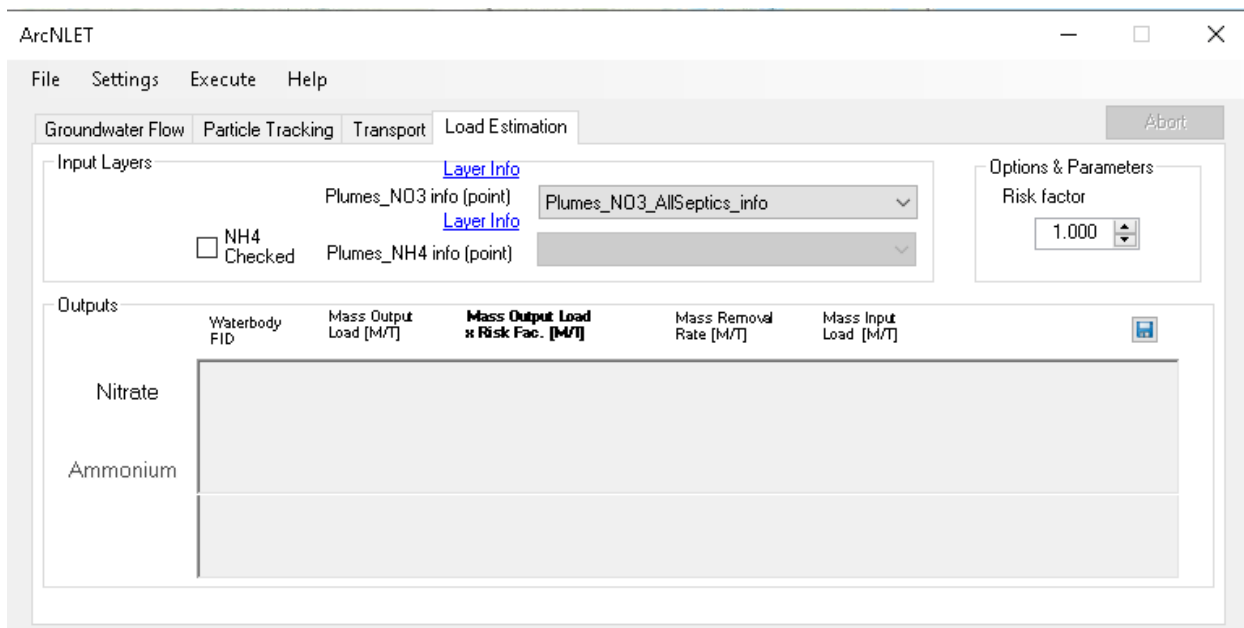 ArcNLET
File Settings Execute Help
Groundwater Flow Particle Tracking Transport Load Estimation
Abort
Input Layers
Layer Info
Plumes_NO3 info (point) Plumes_NO3_AllSeptics_info
Layer Info
NH4
Checked
Plumes_NH4 info (point)
Options & Parameters
Risk factor
1.000
Outputs
Waterbody
FID
Mass Output
Load [M/T]
Mass Output Load
x Risk Fac. [M/T]
Mass Removal
Rate [M/T]
Mass Input
Load [M/T]
Nitrate
Ammonium